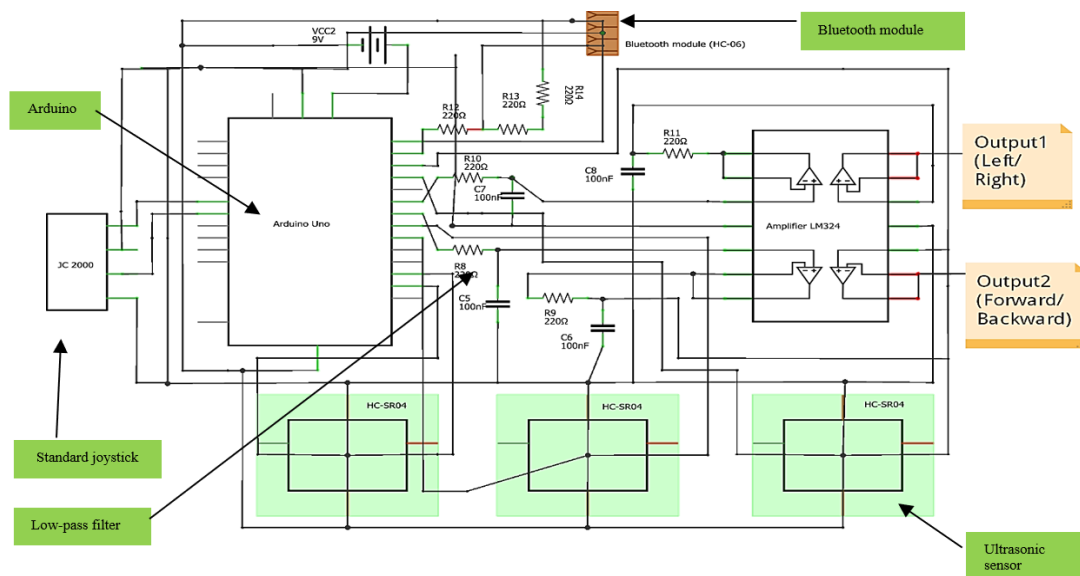 VCC2
9V
Bluetooth module (HC-06)
Bluetooth module
Arduino
R12
220Ω
R13
220Ω
R14
220Ω
R11
220Ω
R10
220Ω
C7
100nF
C8
100nF
Output1
(Left/
Right)
Arduino Uno
Amplifier LM324
JC 2000
R8
C5
100nF
R9
220Ω
C6
100nF
Output2
(Forward/
Backward)
HC-SR04
HC-SR04
HC-SR04
Standard joystick
Low-pass filter
Ultrasonic
sensor